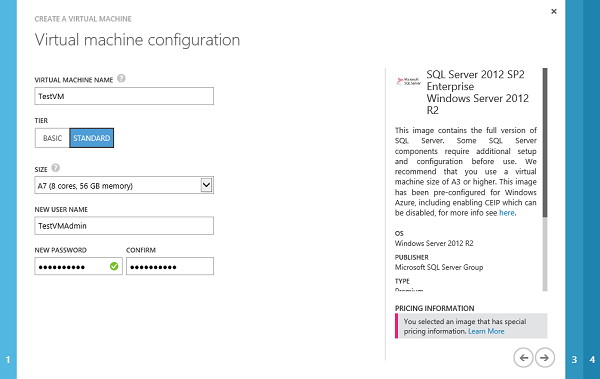 CREATE A VIRTUAL MACHINE
Virtual machine configuration
VIRTUAL MACHINE NAME ?
TestVM
TIER
BASIC STANDARD
SIZE ?
A7 (8 cores, 56 GB memory)
NEW USER NAME
TestVMAdmin
NEW PASSWORD CONFIRM
●●●●●●●●●● ●●●●●●●●●●
Microsoft
SQL Server
SQL Server 2012 SP2
Enterprise
Windows Server 2012
R2
This image contains the full version of
SQL Server. Some SQL Server
components require additional setup
and configuration before use. We
recommend that you use a virtual
machine size of A3 or higher. This image
has been pre-configured for Windows
Azure, including enabling CEIP which can
be disabled, for more info see here.
OS
Windows Server 2012 R2
PUBLISHER
Microsoft SQL Server Group
TYPE
Premium
PRICING INFORMATION
You selected an image that has special
pricing information. Learn More
1
3
4